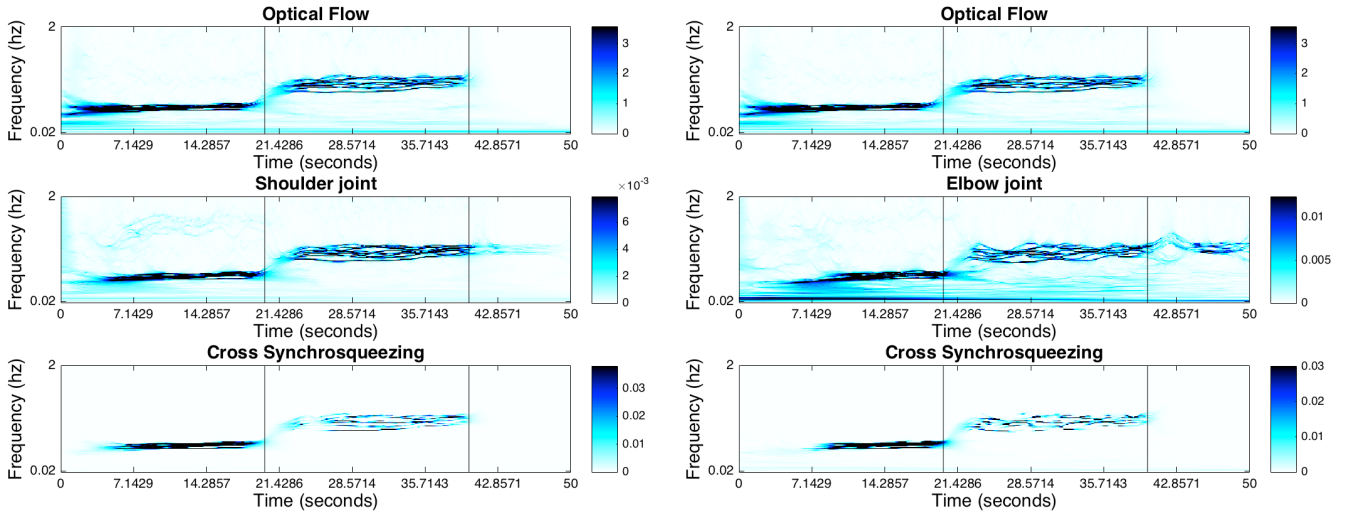 Optical Flow
Frequency (hz)
2
0.02
0 7.1429 14.2857 21.4286 28.5714 35.7143 42.8571 50
Time (seconds)
3
2
1
0
Optical Flow
Frequency (hz)
2
0.02
0 7.1429 14.2857 21.4286 28.5714 35.7143 42.8571 50
Time (seconds)
3
2
1
0
Shoulder joint
Frequency (hz)
2
0.02
0 7.1429 14.2857 21.4286 28.5714 35.7143 42.8571 50
Time (seconds)
×10-3
6
4
2
0
Elbow joint
Frequency (hz)
2
0.02
0 7.1429 14.2857 21.4286 28.5714 35.7143 42.8571 50
Time (seconds)
0.01
0.005
0
Cross Synchrosqueezing
Frequency (hz)
2
0.02
0 7.1429 14.2857 21.4286 28.5714 35.7143 42.8571 50
Time (seconds)
0.03
0.02
0.01
0
Cross Synchrosqueezing
Frequency (hz)
2
0.02
0 7.1429 14.2857 21.4286 28.5714 35.7143 42.8571 50
Time (seconds)
0.03
0.02
0.01
0